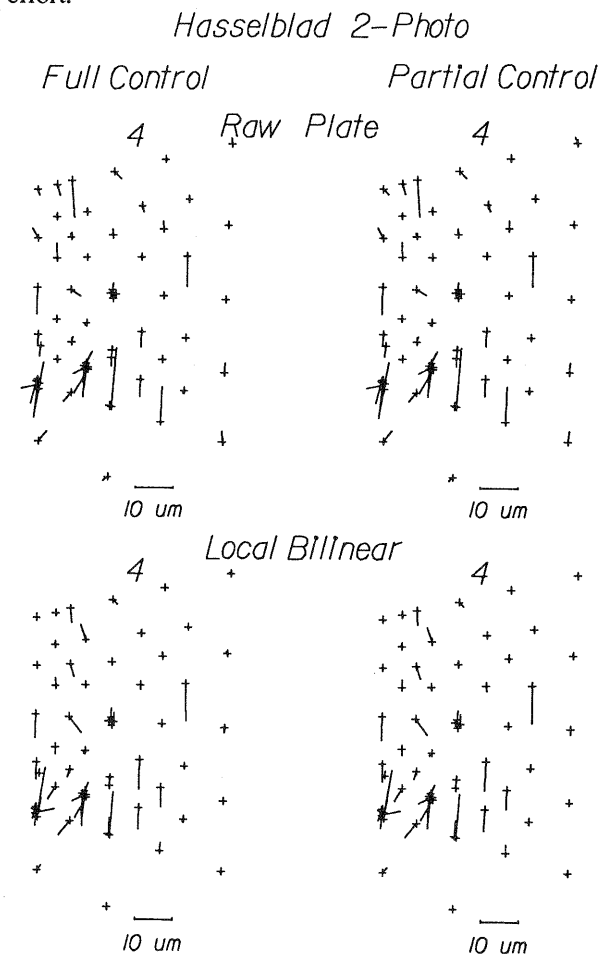 effort.
Hasselblad 2-Photo
Full Control Partial Control
Raw Plate
4 4
10 um 10 um
Local Bilinear
4 4
10 um 10 um